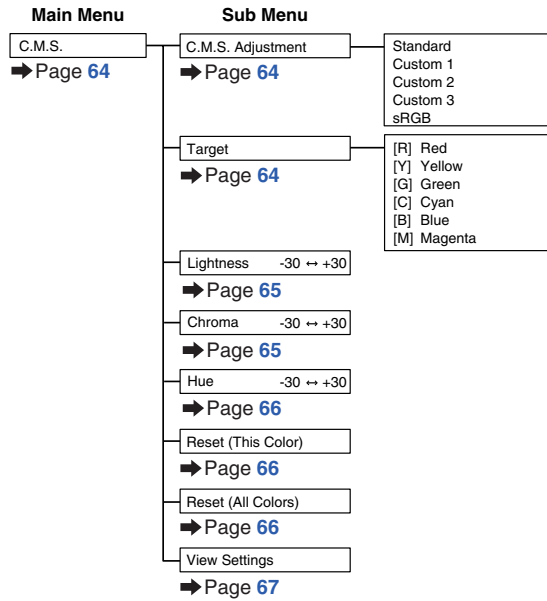 Main Menu Sub Menu
C.M.S. C.M.S. Adjustment Standard
➡ Page 64 ➡ Page 64 Custom 1
Custom 2
Custom 3
sRGB
Target [R] Red
➡ Page 64 [Y] Yellow
[G] Green
[C] Cyan
[B] Blue
[M] Magenta
Lightness -30 ↔ +30
➡ Page 65
Chroma -30 ↔ +30
➡ Page 65
Hue -30 ↔ +30
➡ Page 66
Reset (This Color)
➡ Page 66
Reset (All Colors)
➡ Page 66
View Settings
➡ Page 67